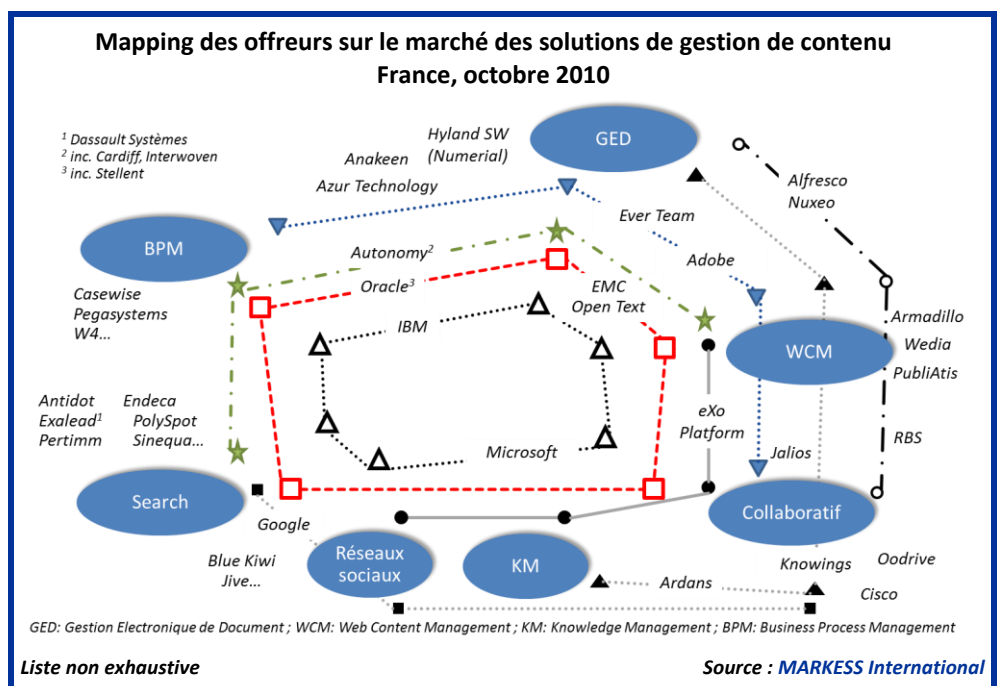 Mapping des offreurs sur le marché des solutions de gestion de contenu
France, octobre 2010
¹ Dassault Systèmes
² inc. Cardiff, Interwoven
³ inc. Stellent
Hyland SW
(Numerial)
GED
Anakeen
Azur Technology
Alfresco
Nuxeo
Ever Team
BPM
Autonomy²
Adobe
Oracle³
EMC
Open Text
Casewise
Pegasystems
W4...
IBM
WCM
Armadillo
Wedia
PubliAtis
Antidot
Exalead¹
Pertimm
Endeca
PolySpot
Sinequa...
eXo
Platform
RBS
Microsoft
Jalios
Search
Collaboratif
Google
Blue Kiwi
Jive...
Réseaux
sociaux
KM
Ardans
Knowings
Oodrive
Cisco
GED: Gestion Electronique de Document ; WCM: Web Content Management ; KM: Knowledge Management ; BPM: Business Process Management
Liste non exhaustive
Source : MARKESS International